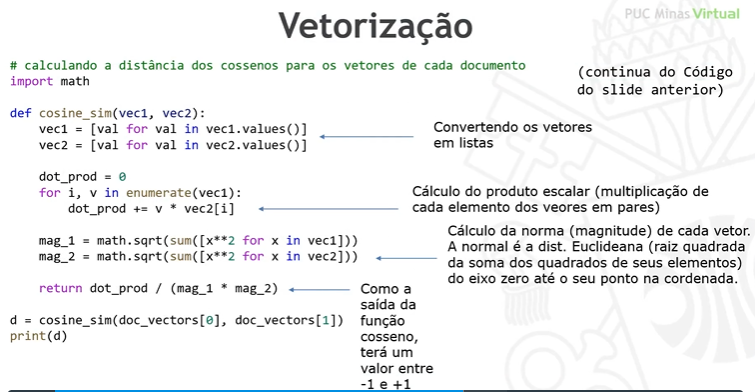 PUC Minas Virtual
Vetorização
# calculando a distância dos cossenos para os vetores de cada documento
import math
(continua do Código
do slide anterior)
def cosine_sim(vec1, vec2):
    vec1 = [val for val in vec1.values()]
    vec2 = [val for val in vec2.values()]
Convertendo os vetores
em listas
    dot_prod = 0
    for i, v in enumerate(vec1):
        dot_prod += v * vec2[i]
Cálculo do produto escalar (multiplicação de
cada elemento dos veores em pares)
    mag_1 = math.sqrt(sum([x**2 for x in vec1]))
    mag_2 = math.sqrt(sum([x**2 for x in vec2]))
Cálculo da norma (magnitude) de cada vetor.
A normal é a dist. Euclideana (raiz quadrada
da soma dos quadrados de seus elementos)
do eixo zero até o seu ponto na cordenada.
    return dot_prod / (mag_1 * mag_2)
Como a
saída da
função
cosseno,
terá um
valor entre
-1 e +1
d = cosine_sim(doc_vectors[0], doc_vectors[1])
print(d)